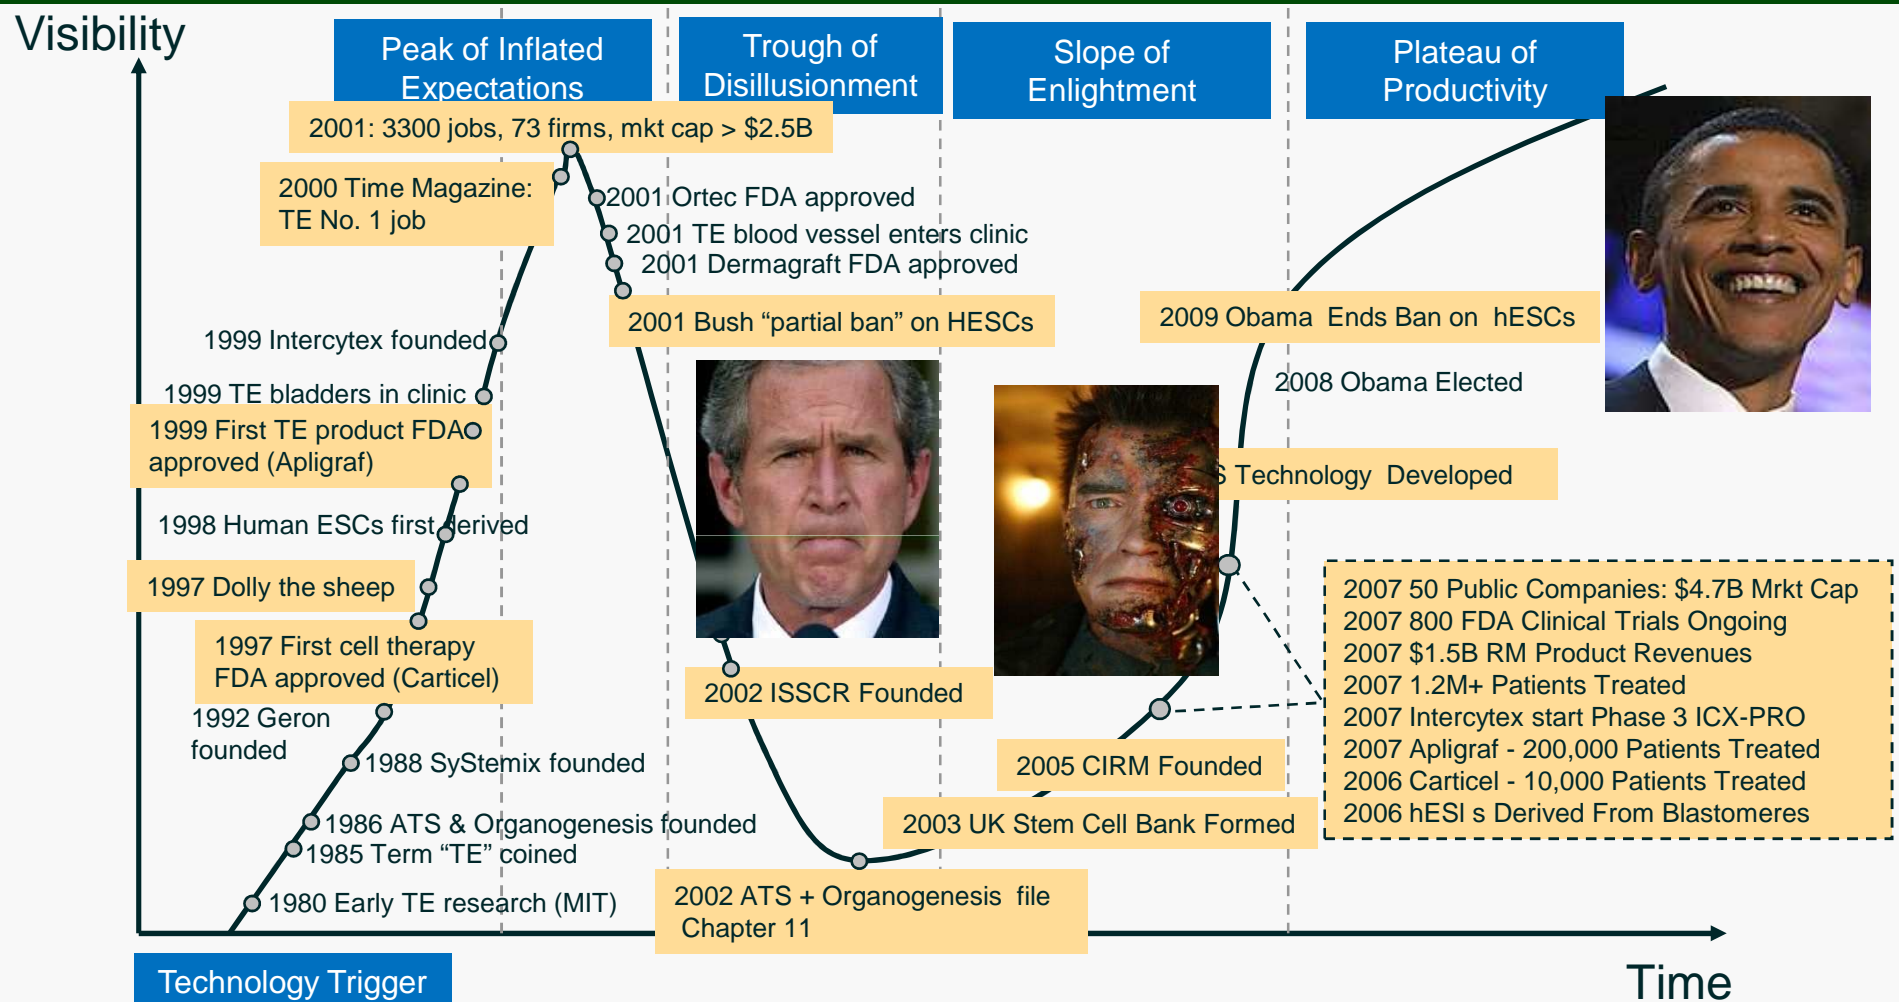 Visibility
Peak of Inflated
Expectations
Trough of
Disillusionment
Slope of
Enlightment
Plateau of
Productivity
2001: 3300 jobs, 73 firms, mkt cap > $2.5B
2000 Time Magazine:
TE No. 1 job
2001 Ortec FDA approved
2001 TE blood vessel enters clinic
2001 Dermagraft FDA approved
2001 Bush “partial ban” on HESCs
2009 Obama Ends Ban on hESCs
1999 Intercytex founded
2008 Obama Elected
1999 TE bladders in clinic
1999 First TE product FDA
approved (Apligraf)
S Technology Developed
1998 Human ESCs first derived
1997 Dolly the sheep
1997 First cell therapy
FDA approved (Carticel)
2007 50 Public Companies: $4.7B Mrkt Cap
2007 800 FDA Clinical Trials Ongoing
2007 $1.5B RM Product Revenues
2007 1.2M+ Patients Treated
2007 Intercytex start Phase 3 ICX-PRO
2007 Apligraf - 200,000 Patients Treated
2006 Carticel - 10,000 Patients Treated
2006 hESl s Derived From Blastomeres
2002 ISSCR Founded
1992 Geron
founded
1988 SyStemix founded
2005 CIRM Founded
1986 ATS & Organogenesis founded
2003 UK Stem Cell Bank Formed
1985 Term “TE” coined
1980 Early TE research (MIT)
2002 ATS + Organogenesis file
Chapter 11
Technology Trigger
Time